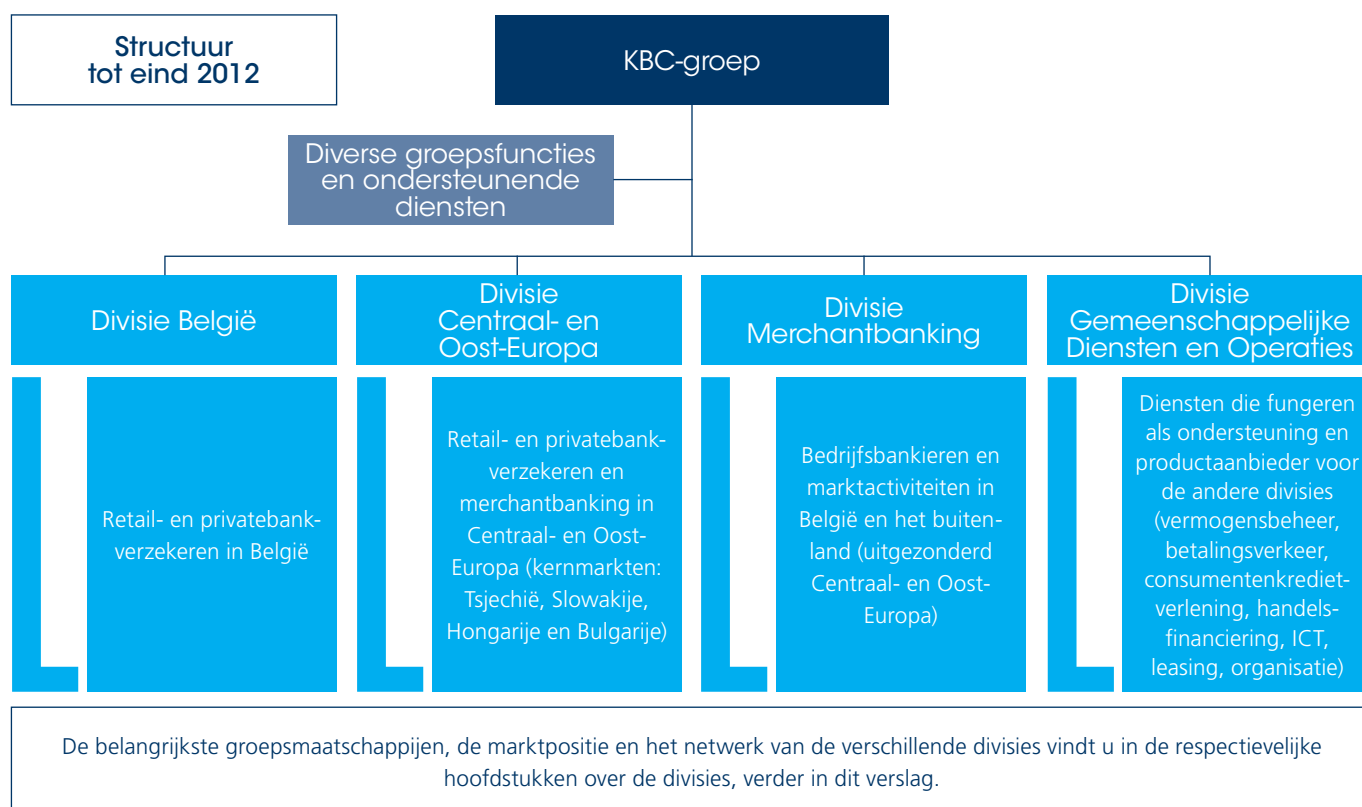 Structuur
tot eind 2012
KBC-groep
Diverse groepsfuncties
en ondersteunende
diensten
Divisie België
Retail- en privatebank-
verzekeren in België
Divisie
Centraal- en
Oost-Europa
Retail- en privatebank-
verzekeren en
merchantbanking in
Centraal- en Oost-
Europa (kernmarkten:
Tsjechië, Slowakije,
Hongarije en Bulgarije)
Divisie
Merchantbanking
Bedrijfsbankieren en
marktactiviteiten in
België en het buiten-
land (uitgezonderd
Centraal- en Oost-
Europa)
Divisie
Gemeenschappelijke
Diensten en Operaties
Diensten die fungeren
als ondersteuning en
productaanbieder voor
de andere divisies
(vermogensbeheer,
betalingsverkeer,
consumentenkrediet-
verlening, handels-
financiering, ICT,
leasing, organisatie)
De belangrijkste groepsmaatschappijen, de marktpositie en het netwerk van de verschillende divisies vindt u in de respectievelijke
hoofdstukken over de divisies, verder in dit verslag.